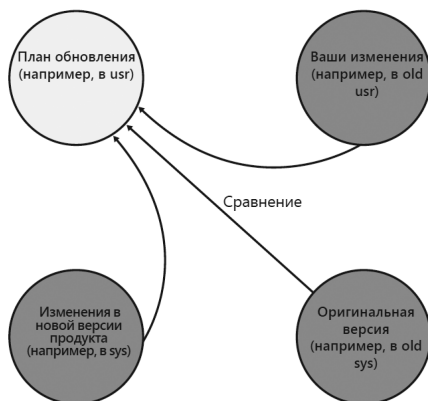 План обновления
(например, в usr)
Ваши изменения
(например, в old
usr)
Сравнение
Изменения в
новой версии
продукта
(например, в sys)
Оригинальная
версия
(например, в old
sys)